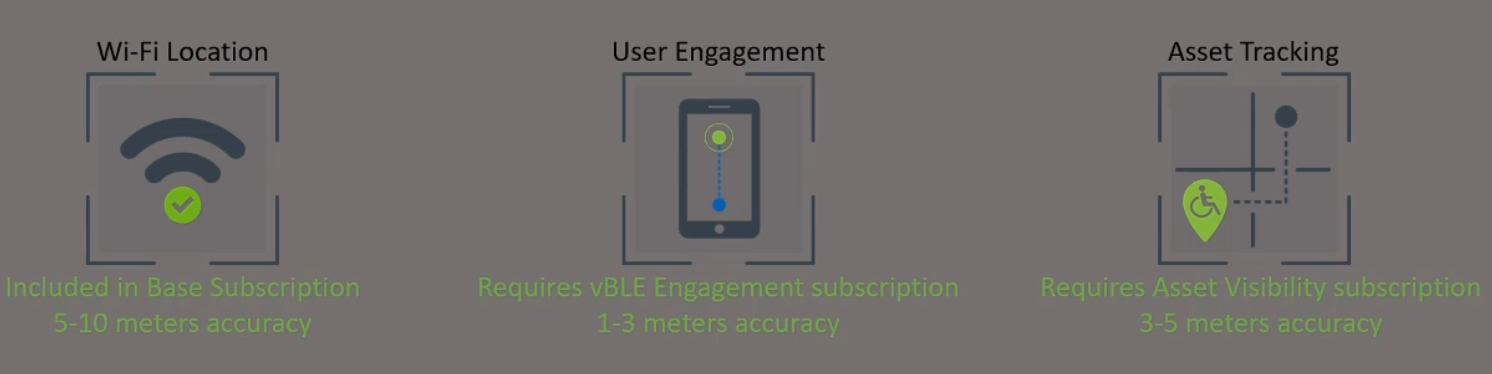 Wi-Fi Location
Included in Base Subscription
5-10 meters accuracy
User Engagement
Requires vBLE Engagement subscription
1-3 meters accuracy
Asset Tracking
Requires Asset Visibility subscription
3-5 meters accuracy